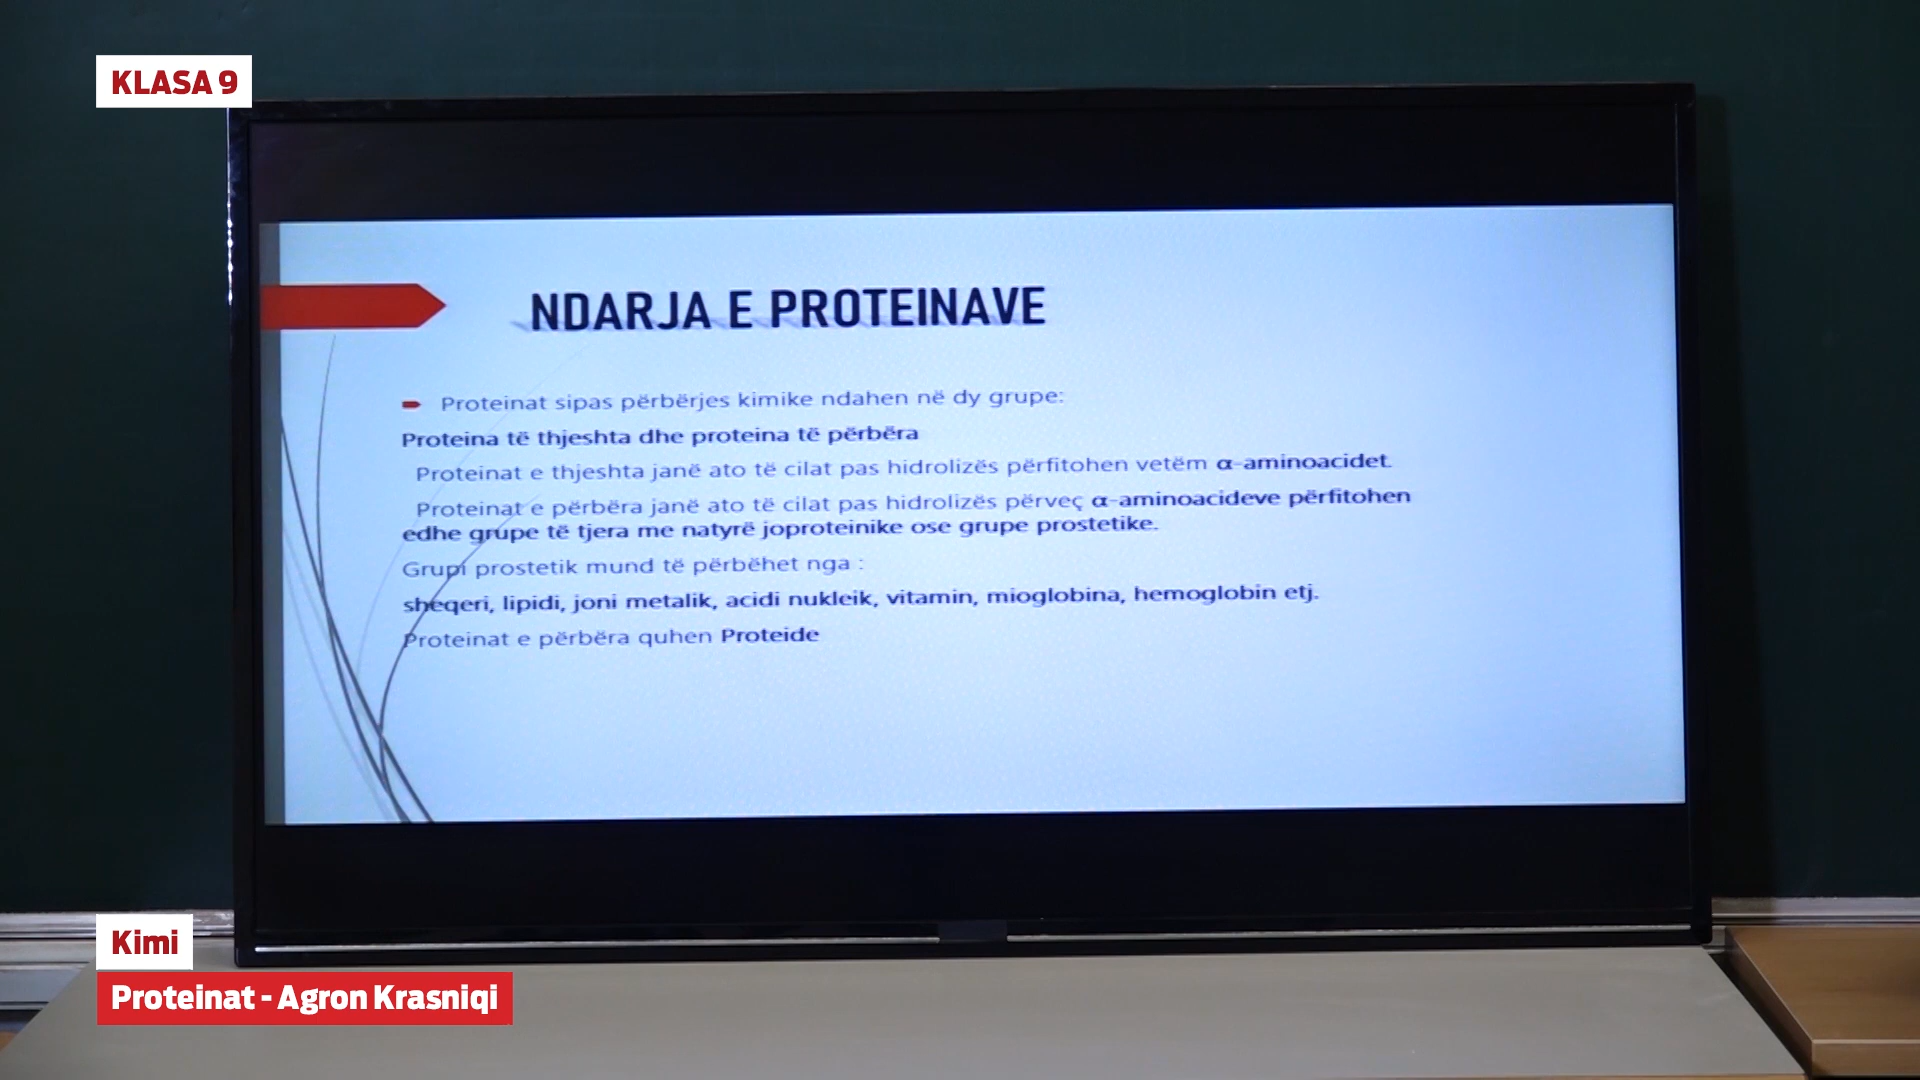 KLASA 9
NDARJA E PROTEINAVE
Proteinat sipas përbërjes kimike ndahen në dy grupe:
Proteina të thjeshta dhe proteina të përbëra
Proteinat e thjeshta janë ato të cilat pas hidrolizës përfitohen vetëm α-aminoacidet.
Proteinat e përbëra janë ato të cilat pas hidrolizës përveç α-aminoacideve përfitohen
edhe grupe të tjera me natyrë joproteinike ose grupe prostetike.
Grupi prostetik mund të përbëhet nga :
sheqeri, lipidi, joni metalik, acidi nukleik, vitamin, mioglobina, hemoglobin etj.
Proteinat e përbëra quhen Proteide
Kimi
Proteinat - Agron Krasniqi